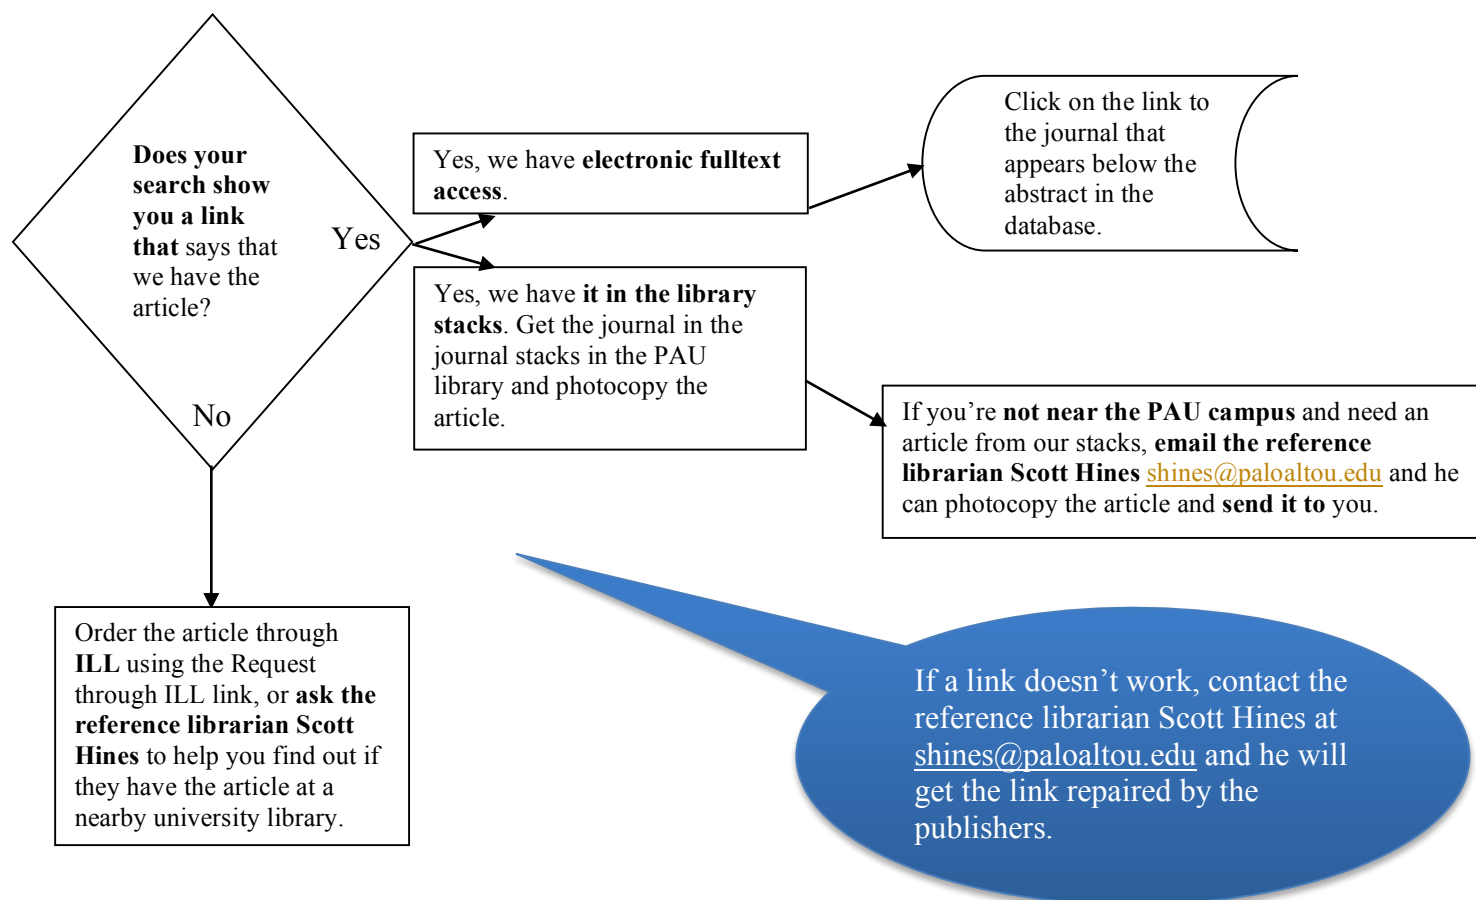 Does your
search show
you a link
that says that
we have the
article?
Yes
No
Yes, we have electronic fulltext
access.
Click on the link to
the journal that
appears below the
abstract in the
database.
Yes, we have it in the library
stacks. Get the journal in the
journal stacks in the PAU
library and photocopy the
article.
If you’re not near the PAU campus and need an
article from our stacks, email the reference
librarian Scott Hines shines@paloaltou.edu and he
can photocopy the article and send it to you.
Order the article through
ILL using the Request
through ILL link, or ask the
reference librarian Scott
Hines to help you find out if
they have the article at a
nearby university library.
If a link doesn’t work, contact the
reference librarian Scott Hines at
shines@paloaltou.edu and he will
get the link repaired by the
publishers.